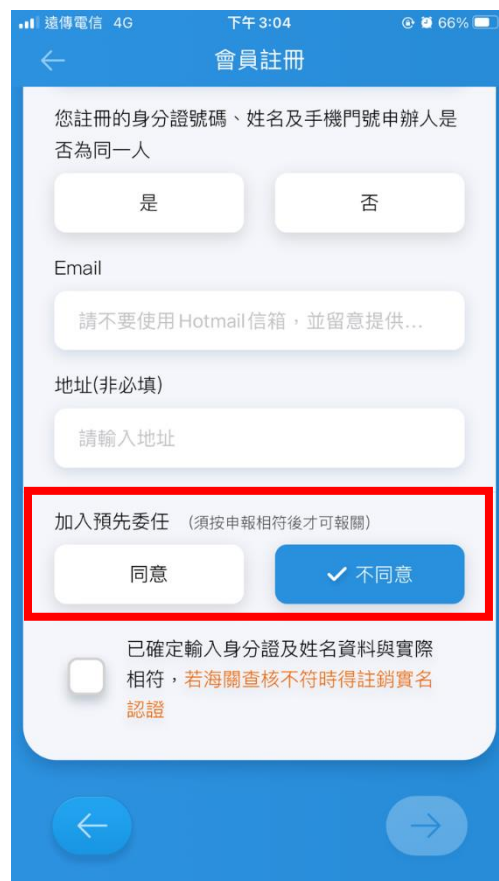 遠傳電信 4G 下午3:04 66%
會員註冊
您註冊的身分證號碼、姓名及手機門號申辦人是
否為同一人
是 否
Email
請不要使用Hotmail信箱，並留意提供...
地址(非必填)
請輸入地址
加入預先委任 (須按申報相符後才可報關)
同意 不同意
已確定輸入身分證及姓名資料與實際
相符，若海關查核不符時得註銷實名
認證